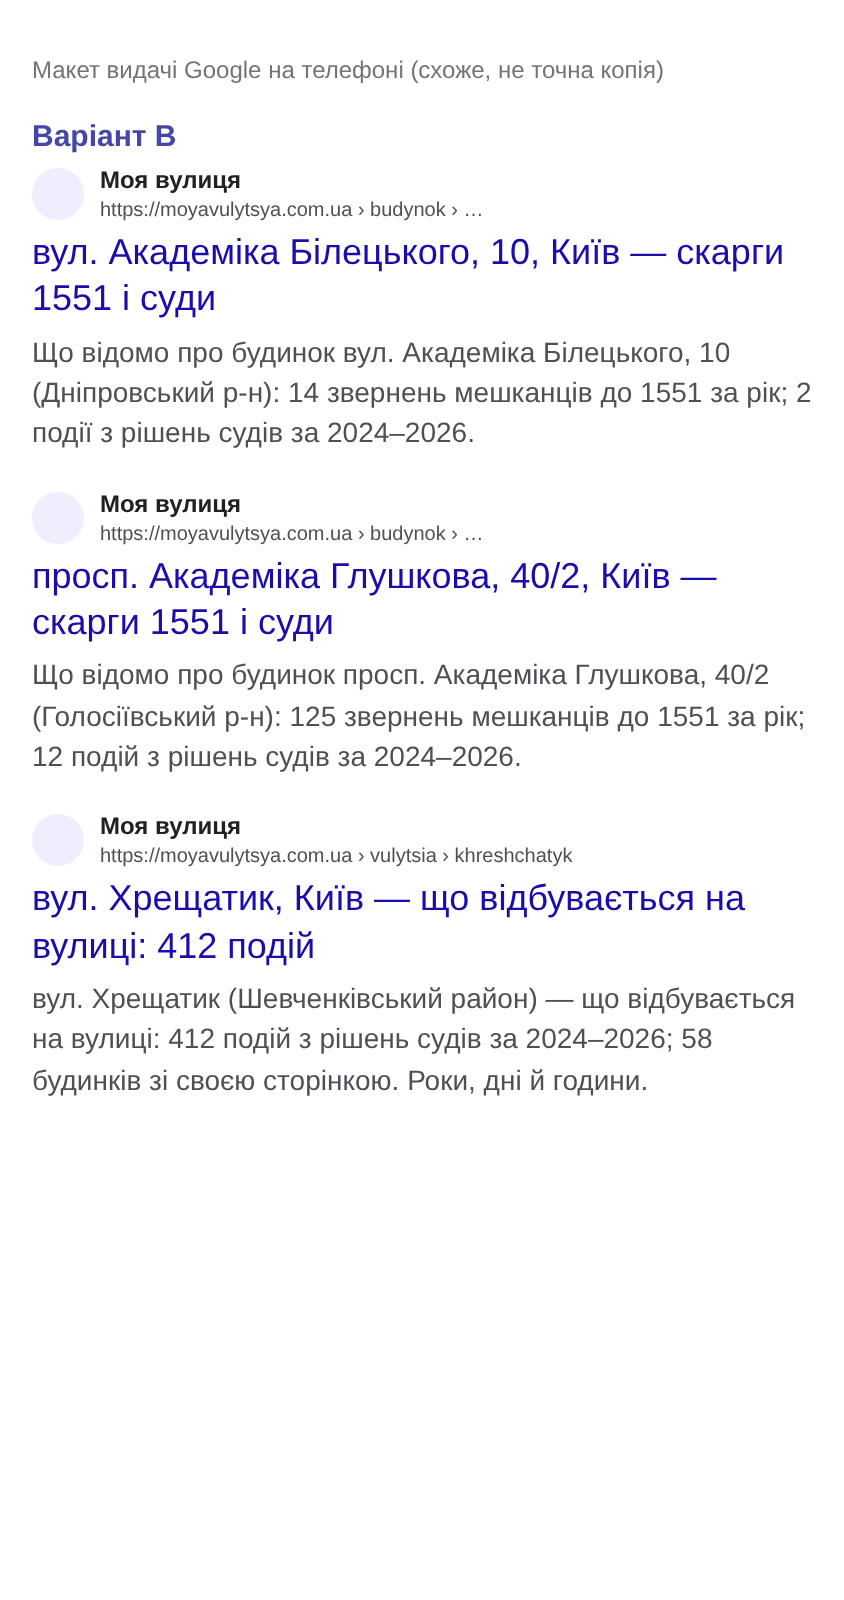 Макет видачі Google на телефоні (схоже, не точна копія)
Варіант B
Моя вулиця
https://moyavulytsya.com.ua › budynok › …
вул. Академіка Білецького, 10, Київ — скарги
1551 і суди
Що відомо про будинок вул. Академіка Білецького, 10
(Дніпровський р-н): 14 звернень мешканців до 1551 за рік; 2
події з рішень судів за 2024–2026.
Моя вулиця
https://moyavulytsya.com.ua › budynok › …
просп. Академіка Глушкова, 40/2, Київ —
скарги 1551 і суди
Що відомо про будинок просп. Академіка Глушкова, 40/2
(Голосіївський р-н): 125 звернень мешканців до 1551 за рік;
12 подій з рішень судів за 2024–2026.
Моя вулиця
https://moyavulytsya.com.ua › vulytsia › khreshchatyk
вул. Хрещатик, Київ — що відбувається на
вулиці: 412 подій
вул. Хрещатик (Шевченківський район) — що відбувається
на вулиці: 412 подій з рішень судів за 2024–2026; 58
будинків зі своєю сторінкою. Роки, дні й години.